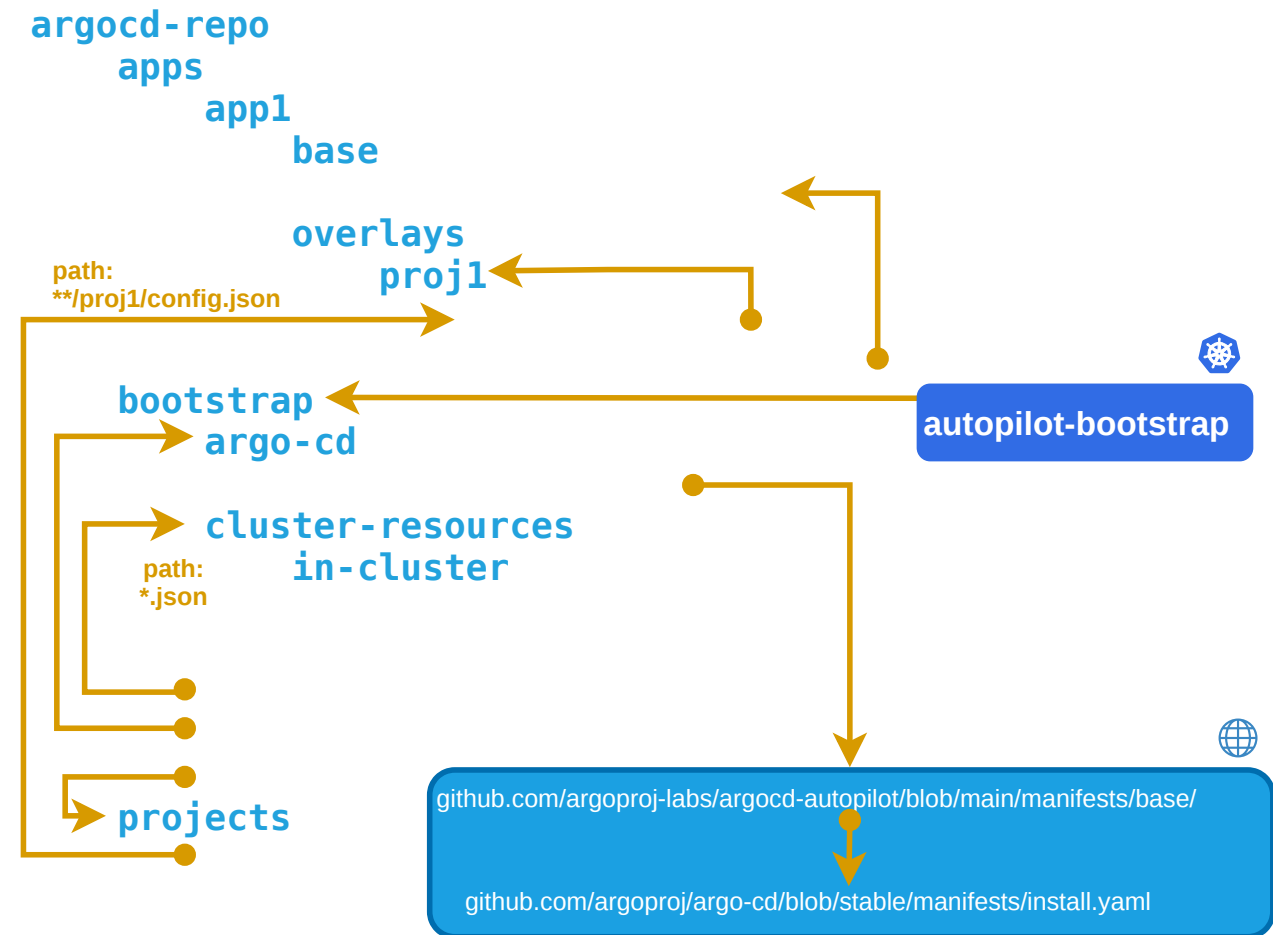 argocd-repo
apps
app1
base
overlays
proj1
path:
**/proj1/config.json
bootstrap
autopilot-bootstrap
argo-cd
cluster-resources
in-cluster
path:
*.json
projects
github.com/argoproj-labs/argocd-autopilot/blob/main/manifests/base/
github.com/argoproj/argo-cd/blob/stable/manifests/install.yaml